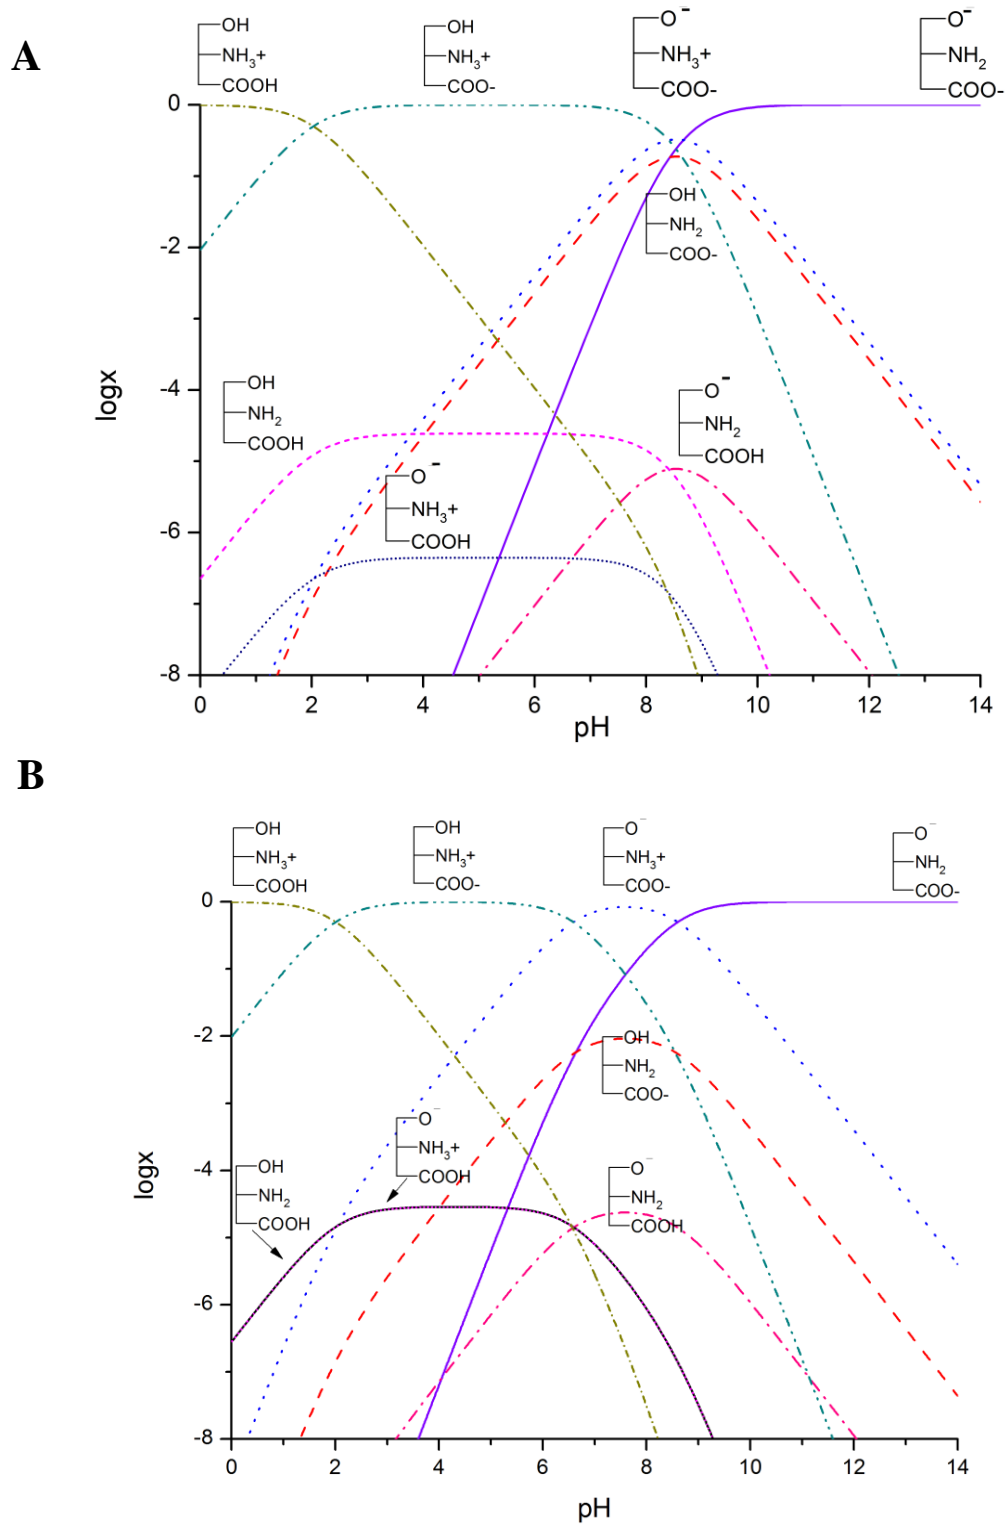 A
OH
NH3+
COOH
OH
NH3+
COO-
O-
NH3+
COO-
O-
NH2
COO-
0
-2
-4
-6
-8
logx
OH
NH2
COO-
OH
NH2
COOH
O-
NH2
COOH
O-
NH3+
COOH
0 2 4 6 8 10 12 14
pH
B
OH
NH3+
COOH
OH
NH3+
COO-
O-
NH3+
COO-
O-
NH2
COO-
0
-2
-4
-6
-8
logx
OH
NH2
COO-
O-
NH3+
COOH
OH
NH2
COOH
O-
NH2
COOH
0 2 4 6 8 10 12 14
pH